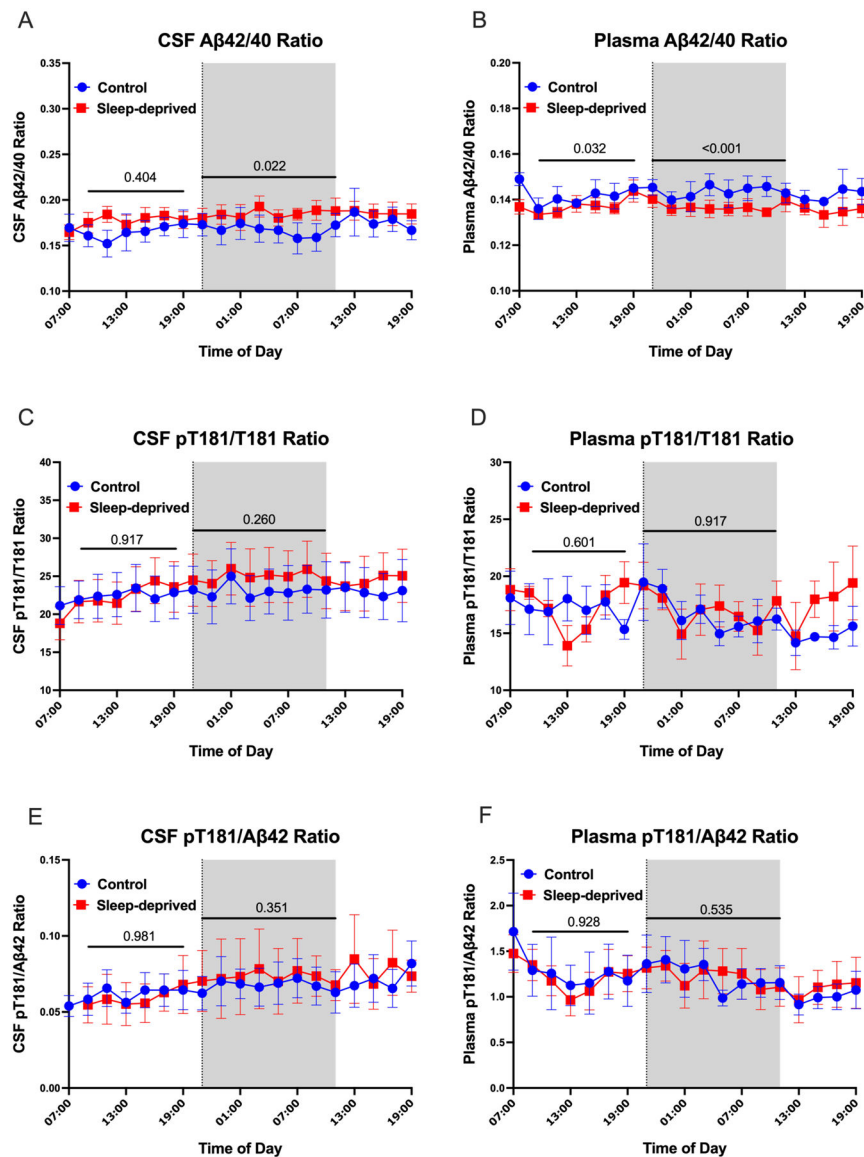 A
CSF Aβ42/40 Ratio
CSF Aβ42/40 Ratio
0.35
0.30
0.25
0.20
0.15
0.10
Control
Sleep-deprived
0.404
0.022
07:00
13:00
19:00
01:00
07:00
13:00
19:00
Time of Day
B
Plasma Aβ42/40 Ratio
Plasma Aβ42/40 Ratio
0.20
0.18
0.16
0.14
0.12
0.10
Control
Sleep-deprived
0.032
<0.001
07:00
13:00
19:00
01:00
07:00
13:00
19:00
Time of Day
C
CSF pT181/T181 Ratio
CSF pT181/T181 Ratio
40
35
30
25
20
15
10
Control
Sleep-deprived
0.917
0.260
07:00
13:00
19:00
01:00
07:00
13:00
19:00
Time of Day
D
Plasma pT181/T181 Ratio
Plasma pT181/T181 Ratio
30
25
20
15
10
Control
Sleep-deprived
0.601
0.917
07:00
13:00
19:00
01:00
07:00
13:00
19:00
Time of Day
E
CSF pT181/Aβ42 Ratio
CSF pT181/Aβ42 Ratio
0.15
0.10
0.05
0.00
Control
Sleep-deprived
0.981
0.351
07:00
13:00
19:00
01:00
07:00
13:00
19:00
Time of Day
F
Plasma pT181/Aβ42 Ratio
Plasma pT181/Aβ42 Ratio
2.5
2.0
1.5
1.0
0.5
0.0
Control
Sleep-deprived
0.928
0.535
07:00
13:00
19:00
01:00
07:00
13:00
19:00
Time of Day